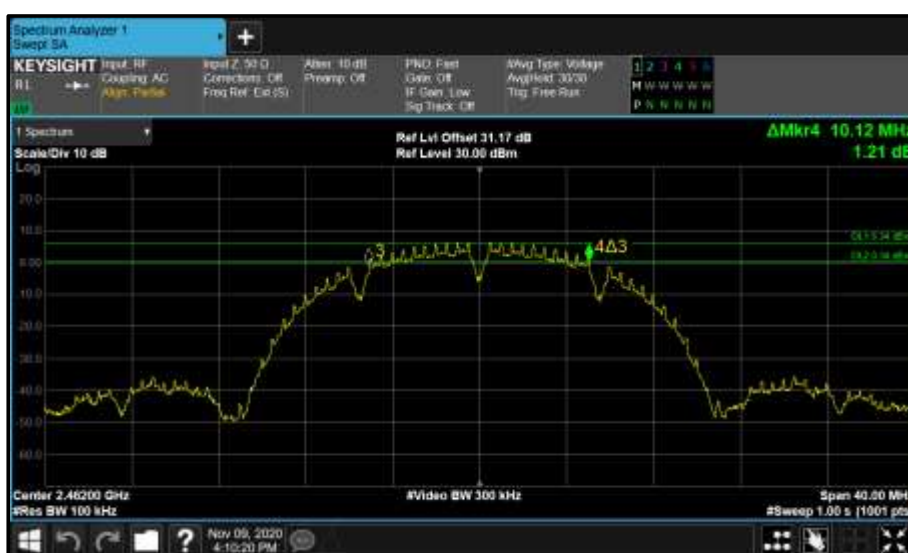 Spectrum Analyzer 1
Swept SA
+
KEYSIGHT
Input: RF
Coupling: AC
Align: Partial
Input Z: 50 Ω
Corrections: Off
Freq Ref: Ext (S)
Atten: 10 dB
Preamp: Off
PNO: Fast
Gate: Off
IF Gain: Low
Sig Track: Off
Avg Type: Voltage
Avg|Hold: 30/30
Trig: Free Run
1 2 3 4 5 6
M W W W W W
P N N N N N
1 Spectrum
Scale/Div 10 dB
Log
Ref Lvl Offset 31.17 dB
Ref Level 30.00 dBm
ΔMkr4 10.12 MHz
1.21 dB
20.0
10.0
0.00
-10.0
-20.0
-30.0
-40.0
-50.0
-60.0
3
4Δ3
Center 2.46200 GHz
#Res BW 100 kHz
#Video BW 300 kHz
Span 40.00 MHz
#Sweep 1.00 s (1001 pts)
?
Nov 09, 2020
4:10:20 PM